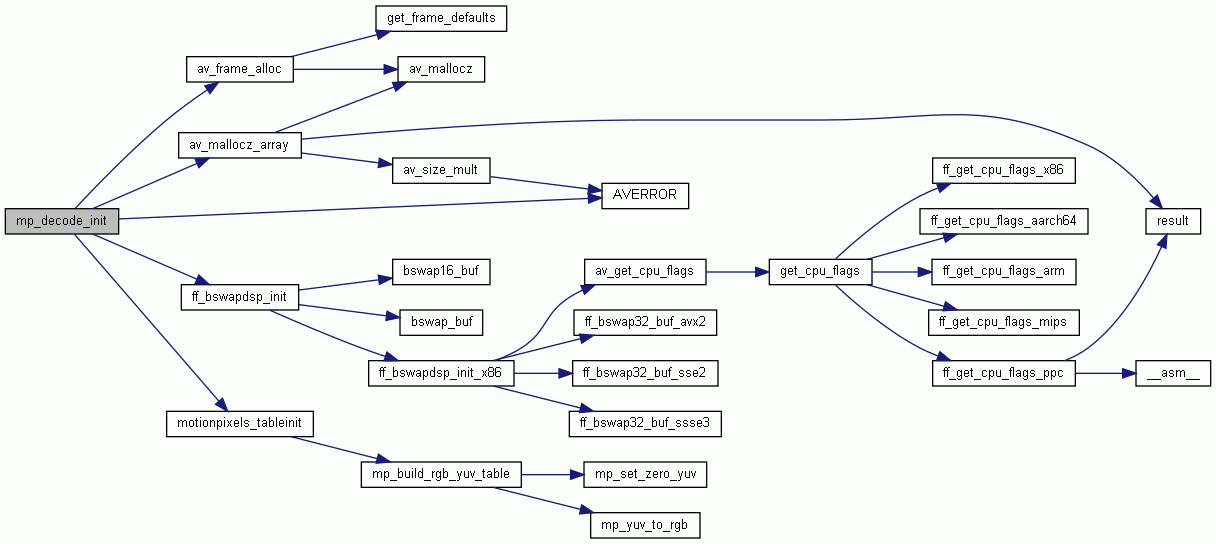 get_frame_defaults
av_frame_alloc
av_mallocz
av_mallocz_array
av_size_mult
AVERROR
mp_decode_init
ff_get_cpu_flags_x86
ff_get_cpu_flags_aarch64
result
bswap16_buf
av_get_cpu_flags
get_cpu_flags
ff_get_cpu_flags_arm
ff_bswapdsp_init
bswap_buf
ff_bswap32_buf_avx2
ff_get_cpu_flags_mips
ff_bswapdsp_init_x86
ff_bswap32_buf_sse2
ff_get_cpu_flags_ppc
__asm__
motionpixels_tableinit
ff_bswap32_buf_ssse3
mp_build_rgb_yuv_table
mp_set_zero_yuv
mp_yuv_to_rgb